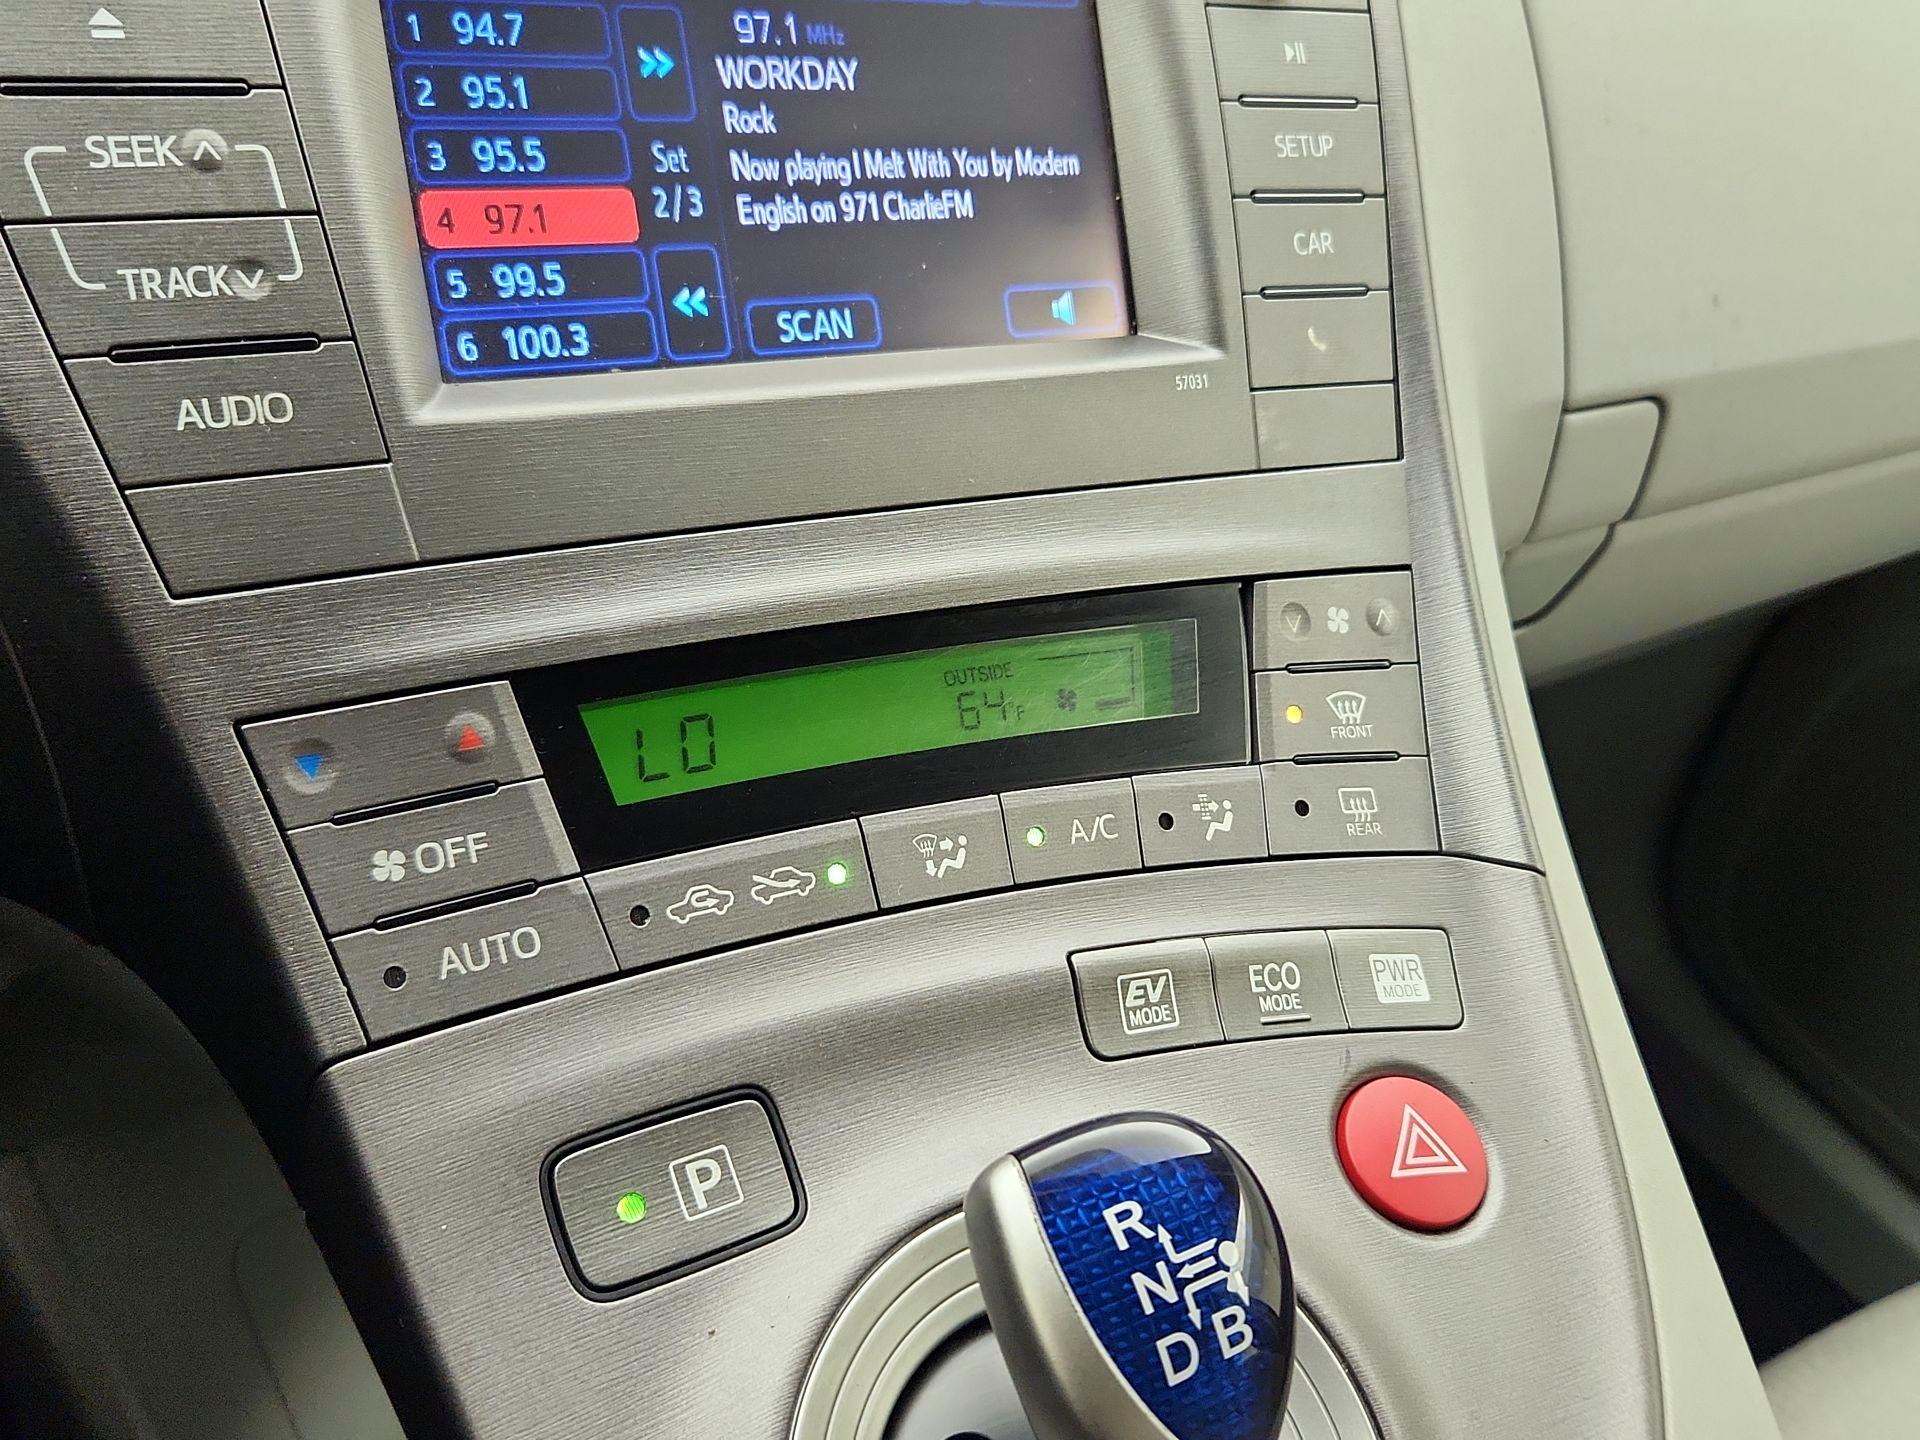 1 94.7
2 95.1
3 95.5
4 97.1
5 99.5
6 100.3
Set
2/3
97.1 MHz
WORKDAY
Rock
Now playing I Melt With You by Modern
English on 971 CharlieFM
SCAN
SEEK
TRACK
AUDIO
SETUP
CAR
57031
LO
OUTSIDE
64°F
FRONT
REAR
OFF
AUTO
A/C
EV
MODE
ECO
MODE
PWR
MODE
P
R
N
D B